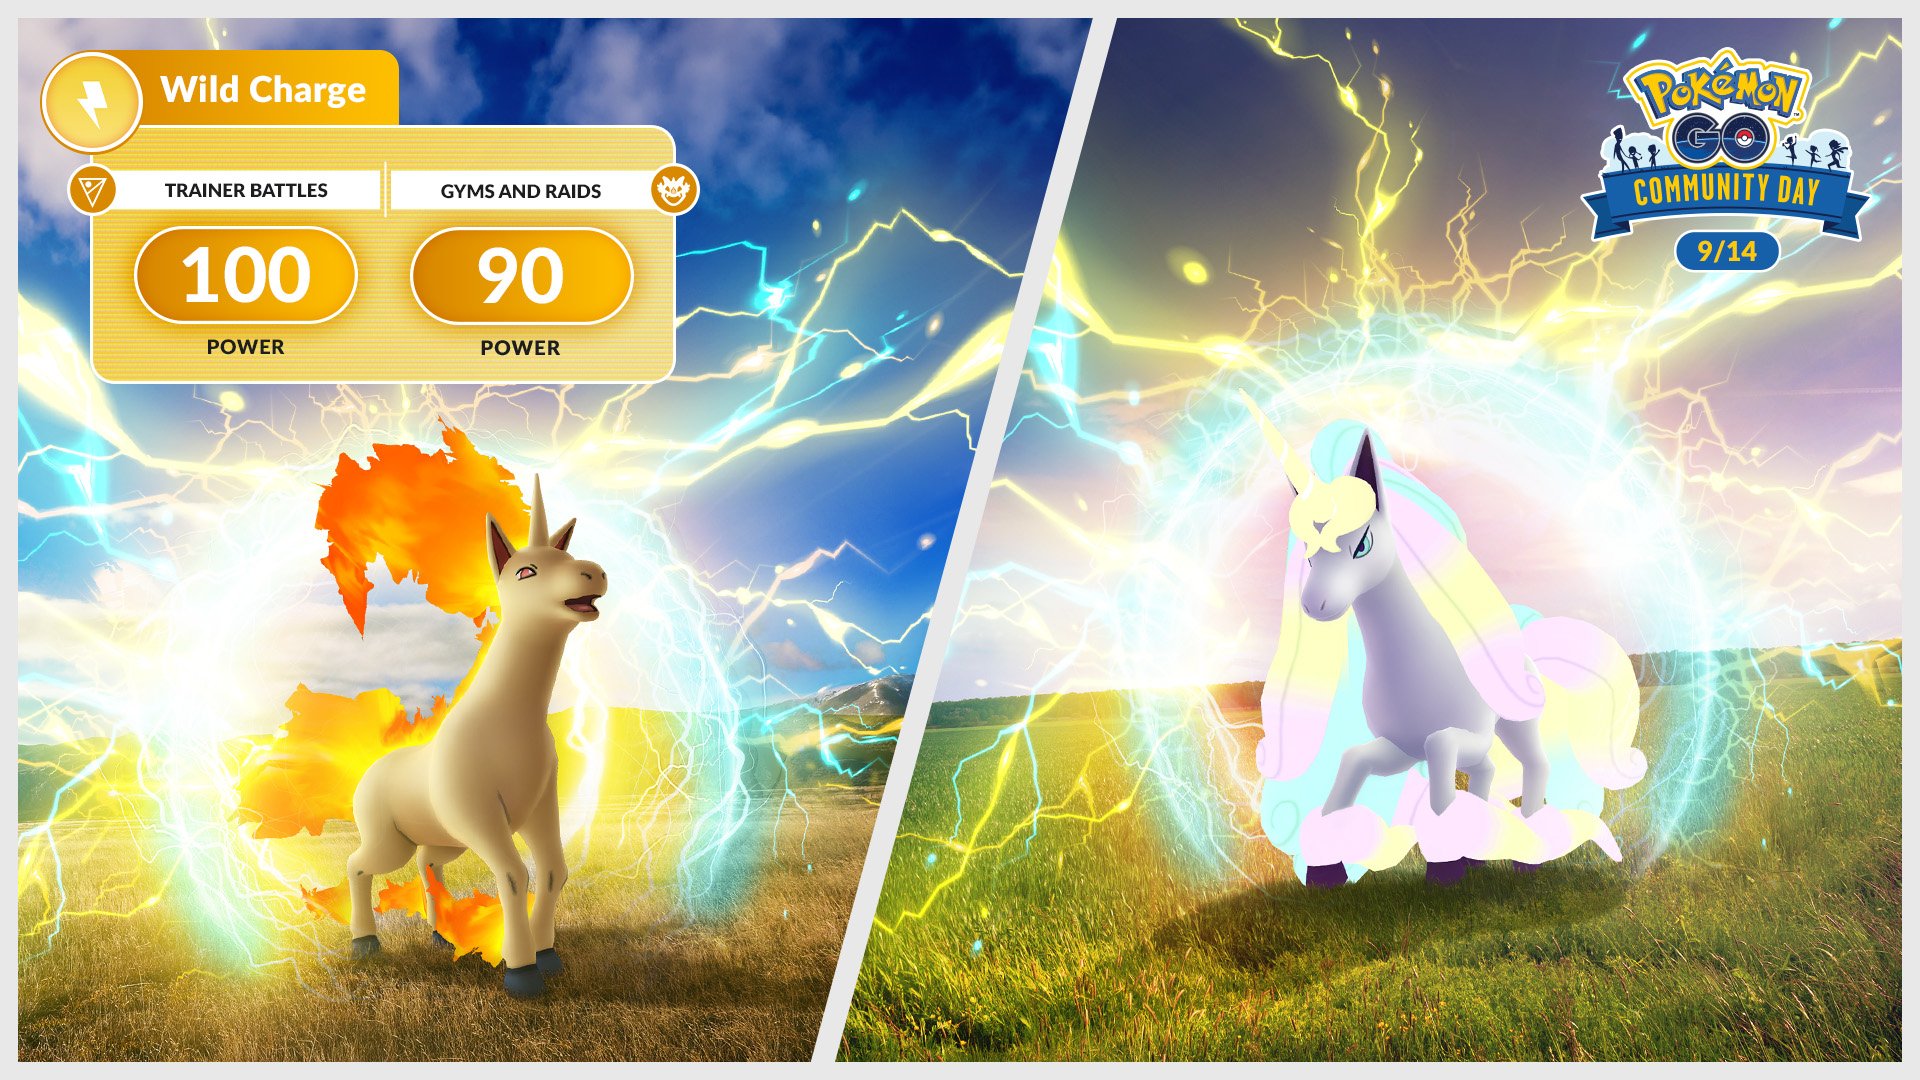 Wild Charge
TRAINER BATTLES
GYMS AND RAIDS
100
90
POWER
POWER
POKéMON
GO
COMMUNITY DAY
9/14